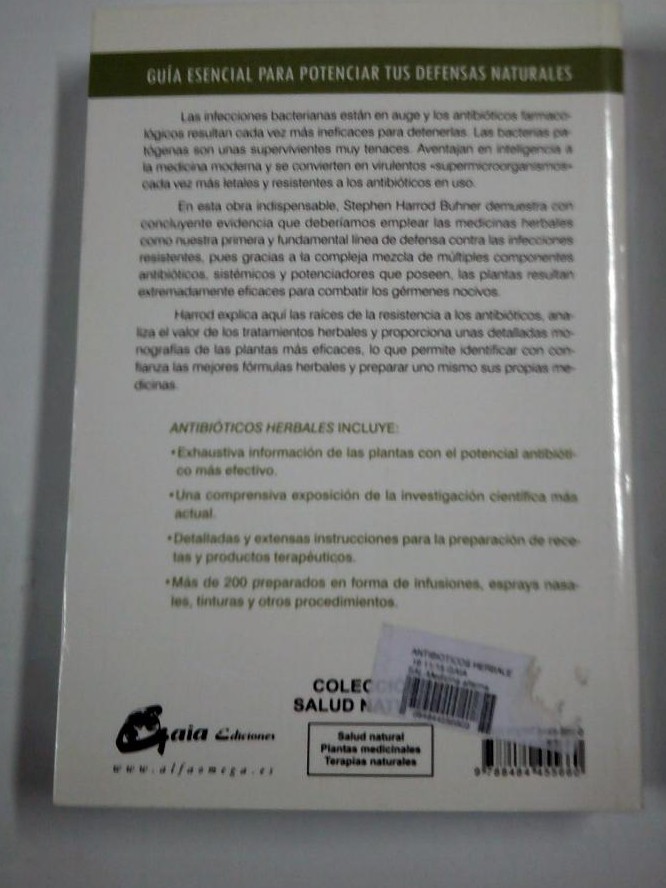 GUÍA ESENCIAL PARA POTENCIAR TUS DEFENSAS NATURALES
Las infecciones bacterianas están en auge y los antibióticos farmaco-
lógicos resultan cada vez más ineficaces para detenerlas. Las bacterias pa-
tógenas son unas supervivientes muy tenaces. Aventajan en inteligencia a
la medicina moderna y se convierten en virulentos «supermicroorganismos»
cada vez más letales y resistentes a los antibióticos en uso.
En esta obra indispensable, Stephen Harrod Buhner demuestra con
concluyente evidencia que deberíamos emplear las medicinas herbales
como nuestra primera y fundamental línea de defensa contra las infecciones
resistentes, pues gracias a la compleja mezcla de múltiples componentes
antibióticos, sistémicos y potenciadores que poseen, las plantas resultan
extremadamente eficaces para combatir los gérmenes nocivos.
Harrod explica aquí las raíces de la resistencia a los antibióticos, ana-
liza el valor de los tratamientos herbales y proporciona unas detalladas mo-
nografías de las plantas más eficaces, lo que permite identificar con con-
fianza las mejores fórmulas herbales y preparar uno mismo sus propias me-
dicinas.
ANTIBIÓTICOS HERBALES INCLUYE:
•Exhaustiva información de las plantas con el potencial antibióti-
co más efectivo.
•Una comprensiva exposición de la investigación científica más
actual.
•Detalladas y extensas instrucciones para la preparación de rece-
tas y productos terapéuticos.
•Más de 200 preparados en forma de infusiones, esprays nasa-
les, tinturas y otros procedimientos.
ANTIBIOTICOS HERBALE
COLEC
SALUD N
Gaia Ediciones
www.alfaomega.es
Salud natural
Plantas medicinales
Terapias naturales
9 788484 455660